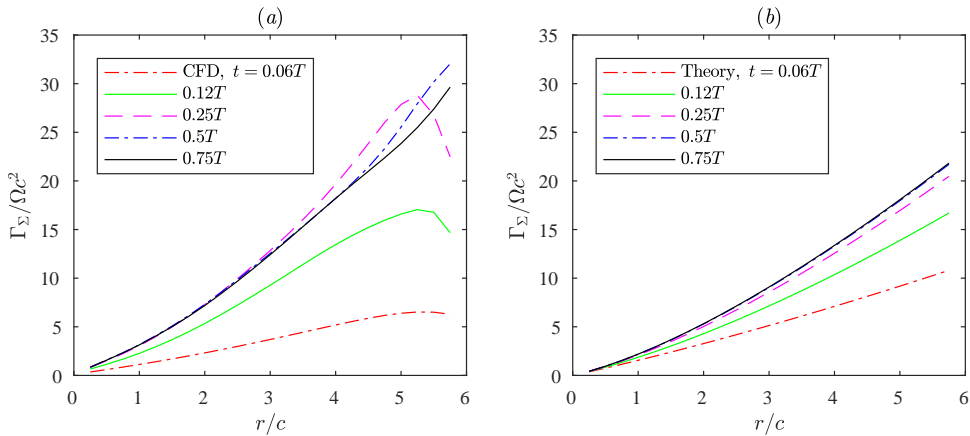 (a)
35
30
25
20
15
10
5
0
Γ_Σ/Ωc²
CFD, t = 0.06T
0.12T
0.25T
0.5T
0.75T
0 1 2 3 4 5 6
r/c
(b)
35
30
25
20
15
10
5
0
Γ_Σ/Ωc²
Theory, t = 0.06T
0.12T
0.25T
0.5T
0.75T
0 1 2 3 4 5 6
r/c